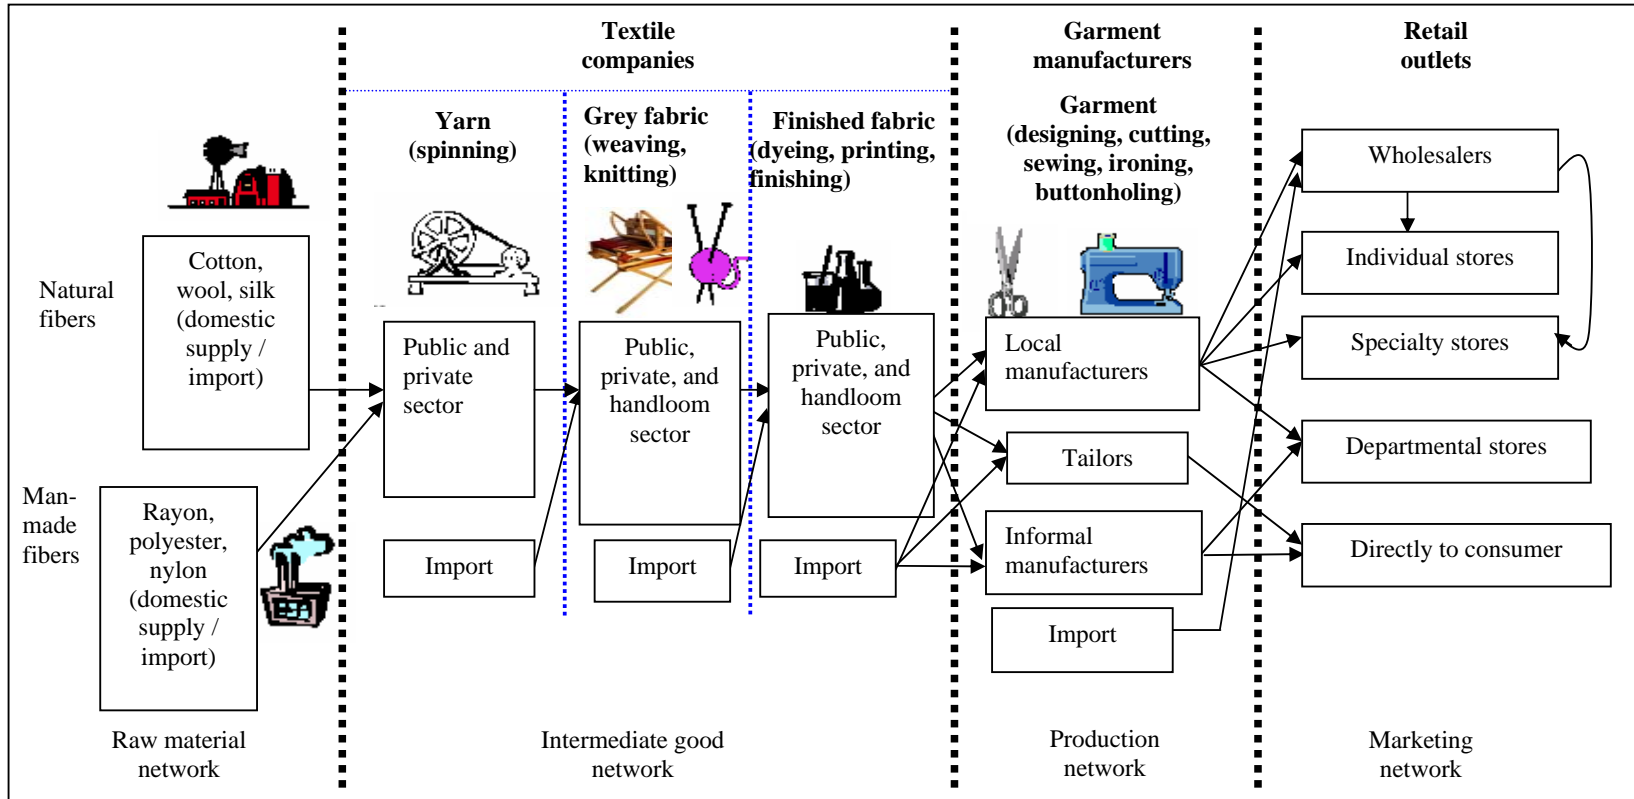 Textile
companies
Garment
manufacturers
Retail
outlets
Natural
fibers
Cotton,
wool, silk
(domestic
supply /
import)
Man-
made
fibers
Rayon,
polyester,
nylon
(domestic
supply /
import)
Raw material
network
Yarn
(spinning)
Public and
private
sector
Import
Grey fabric
(weaving,
knitting)
Public,
private, and
handloom
sector
Import
Finished fabric
(dyeing, printing,
finishing)
Public,
private, and
handloom
sector
Import
Intermediate good
network
Garment
(designing, cutting,
sewing, ironing,
buttonholing)
Local
manufacturers
Tailors
Informal
manufacturers
Import
Production
network
Wholesalers
Individual stores
Specialty stores
Departmental stores
Directly to consumer
Marketing
network